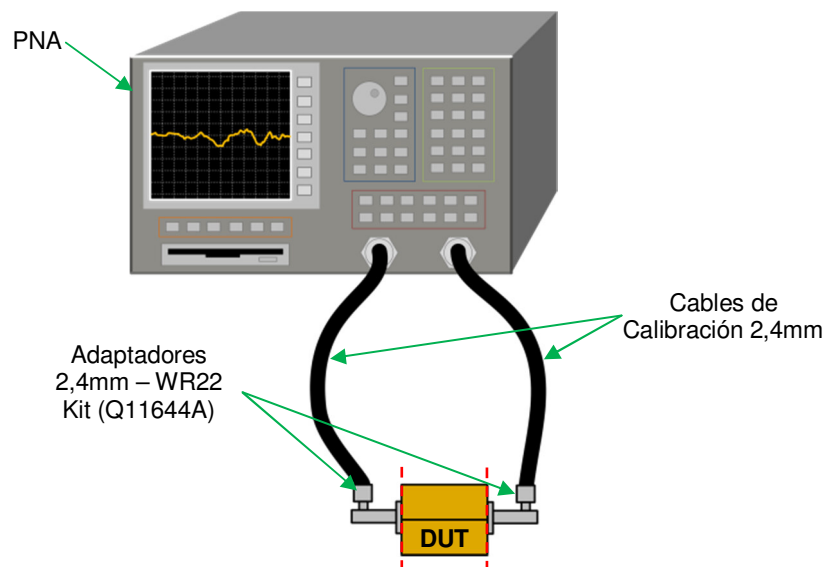 PNA
Cables de
Calibración 2,4mm
Adaptadores
2,4mm – WR22
Kit (Q11644A)
DUT